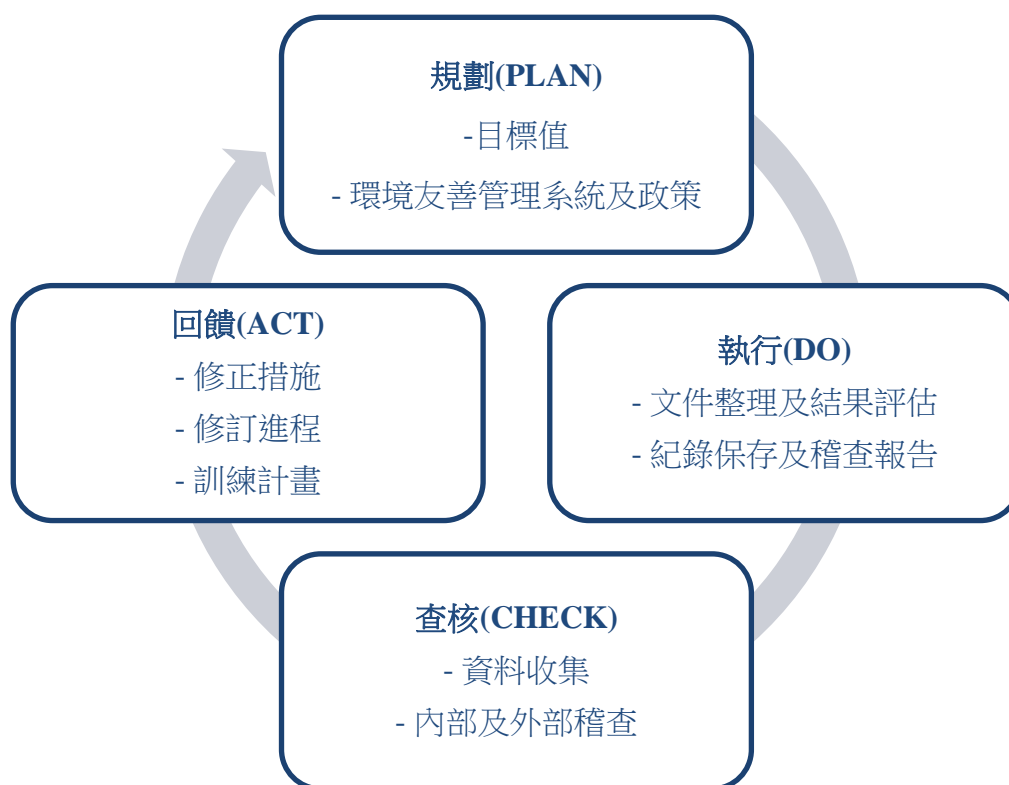 規劃(PLAN)
-目標值
- 環境友善管理系統及政策
執行(DO)
- 文件整理及結果評估
- 紀錄保存及稽查報告
查核(CHECK)
- 資料收集
- 內部及外部稽查
回饋(ACT)
- 修正措施
- 修訂進程
- 訓練計畫